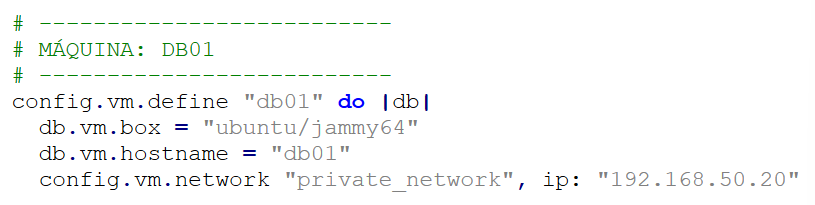 # ---------------------------
# MÁQUINA: DB01
# ---------------------------
config.vm.define "db01" do |db|
  db.vm.box = "ubuntu/jammy64"
  db.vm.hostname = "db01"
  config.vm.network "private_network", ip: "192.168.50.20"